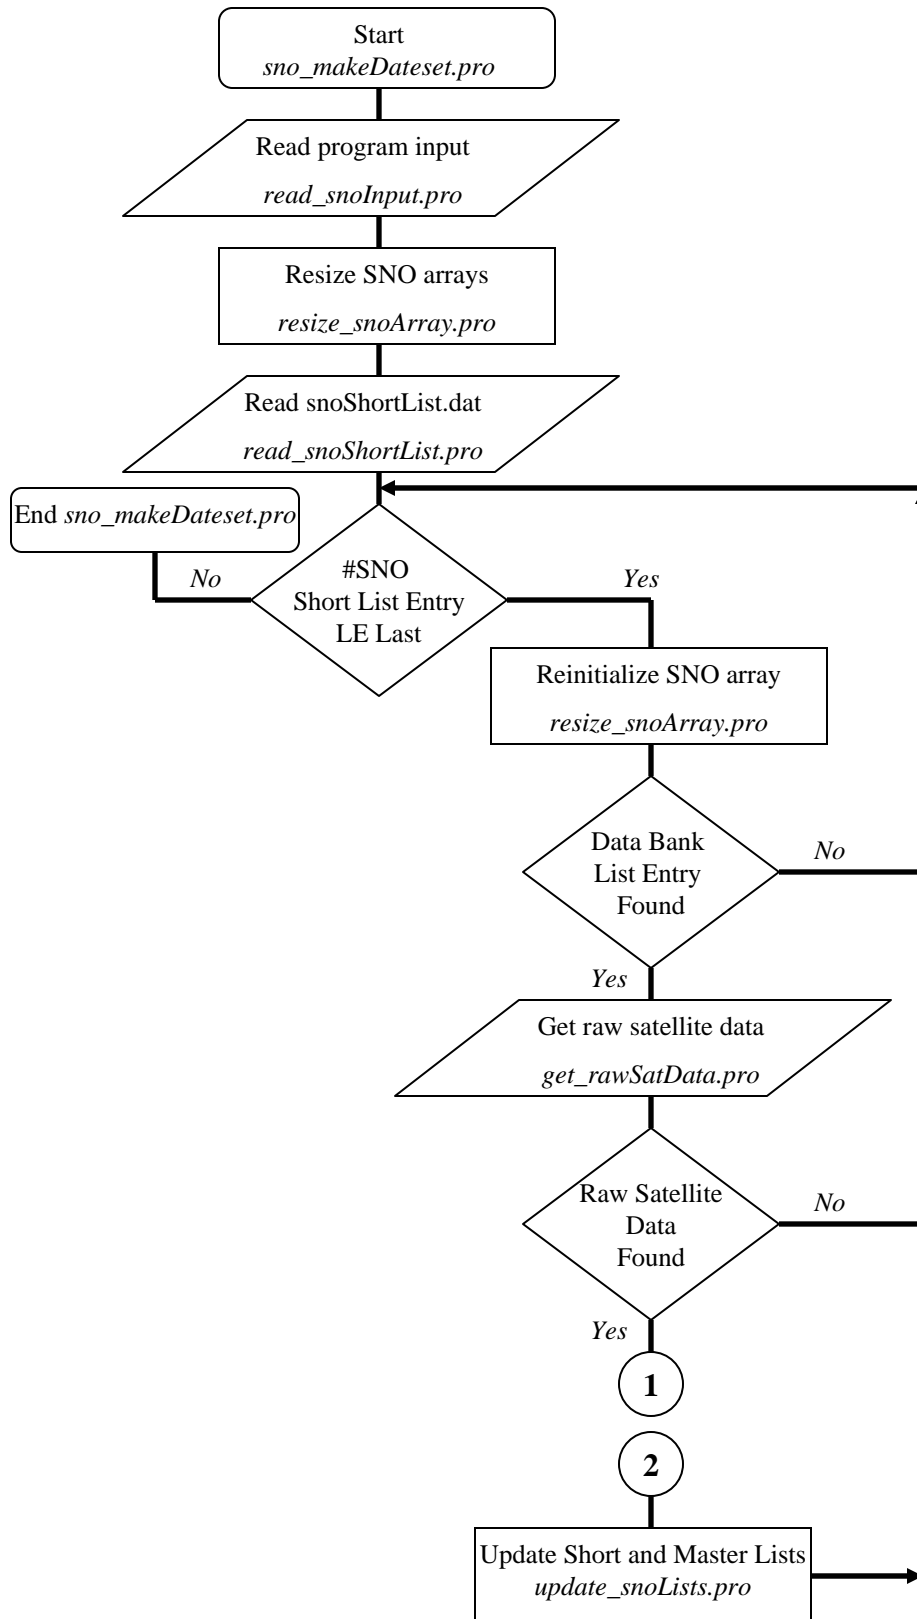 Start
sno_makeDateset.pro
Read program input
read_snoInput.pro
Resize SNO arrays
resize_snoArray.pro
Read snoShortList.dat
read_snoShortList.pro
End sno_makeDateset.pro
No
#SNO
Short List Entry
LE Last
Yes
Reinitialize SNO array
resize_snoArray.pro
Data Bank
List Entry
Found
No
Yes
Get raw satellite data
get_rawSatData.pro
Raw Satellite
Data
Found
No
Yes
1
2
Update Short and Master Lists
update_snoLists.pro